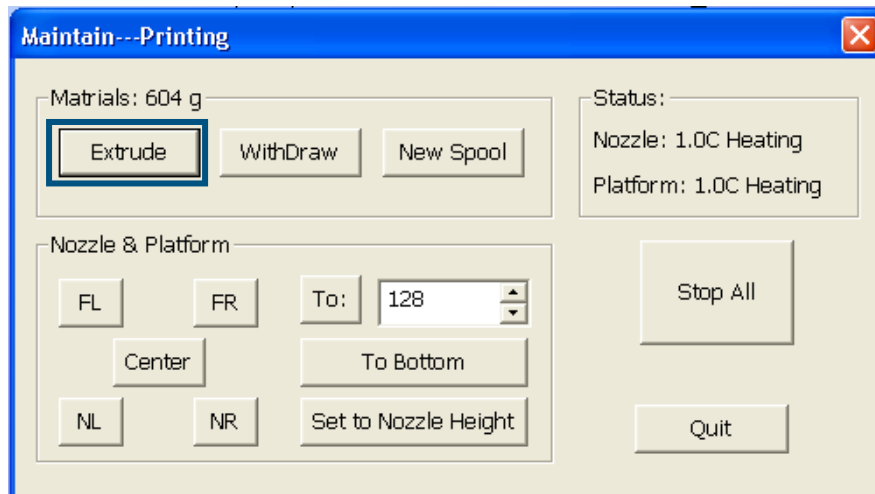 Maintain---Printing
Matrials: 604 g
Extrude WithDraw New Spool
Status:
Nozzle: 1.0C Heating
Platform: 1.0C Heating
Nozzle & Platform
FL FR To: 128
Center To Bottom
NL NR Set to Nozzle Height
Stop All
Quit